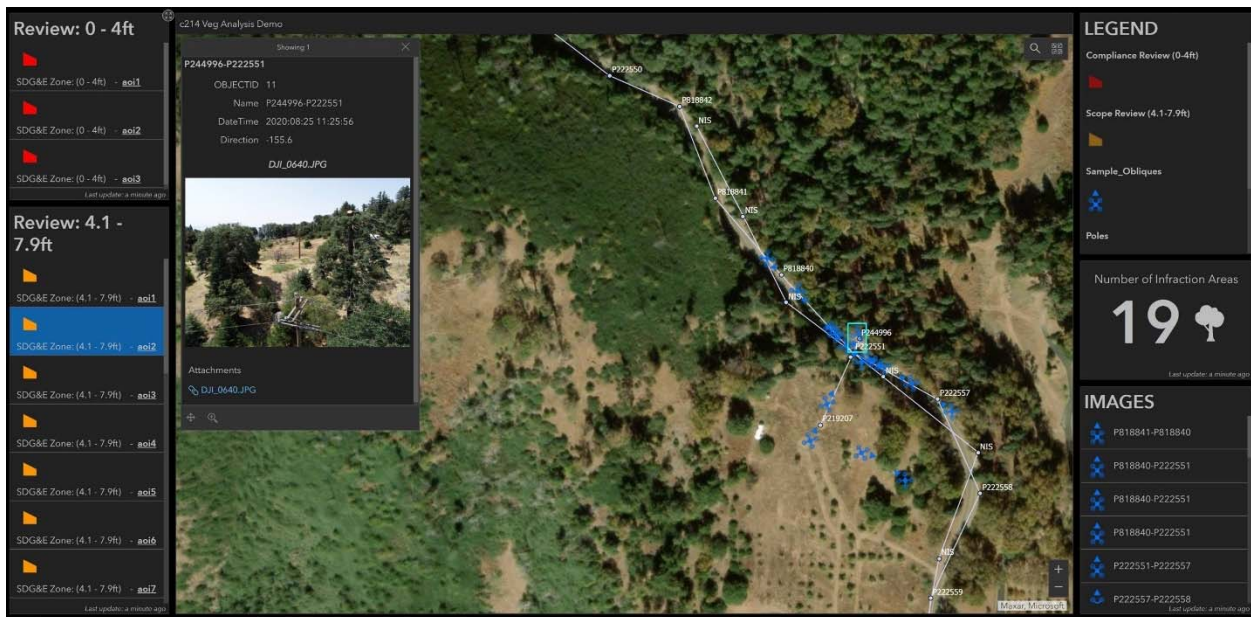 Review: 0 - 4ft
SDG&E Zone: (0 - 4ft) - aoi1
SDG&E Zone: (0 - 4ft) - aoi2
SDG&E Zone: (0 - 4ft) - aoi3
Last update: a minute ago
Review: 4.1 -
7.9ft
SDG&E Zone: (4.1 - 7.9ft) - aoi1
SDG&E Zone: (4.1 - 7.9ft) - aoi2
SDG&E Zone: (4.1 - 7.9ft) - aoi3
SDG&E Zone: (4.1 - 7.9ft) - aoi4
SDG&E Zone: (4.1 - 7.9ft) - aoi5
SDG&E Zone: (4.1 - 7.9ft) - aoi6
SDG&E Zone: (4.1 - 7.9ft) - aoi7
Last update: a minute ago
c214 Veg Analysis Demo
Showing 1
P244996-P222551
OBJECTID 11
Name P244996-P222551
DateTime 2020:08:25 11:25:56
Direction -155.6
DJI_0640.JPG
Attachments
DJI_0640.JPG
P222550
P818842
NIS
P818841
NIS
P818840
NIS
P244996
P222551
NIS
P222557
P219207
NIS
P222558
NIS
P222559
+
−
Maxar, Microsoft
LEGEND
Compliance Review (0-4ft)
Scope Review (4.1-7.9ft)
Sample_Obliques
Poles
Number of Infraction Areas
19
Last update: a minute ago
IMAGES
P818841-P818840
P818840-P222551
P818840-P222551
P818840-P222551
P222551-P222557
P222557-P222558
Last update: a minute ago